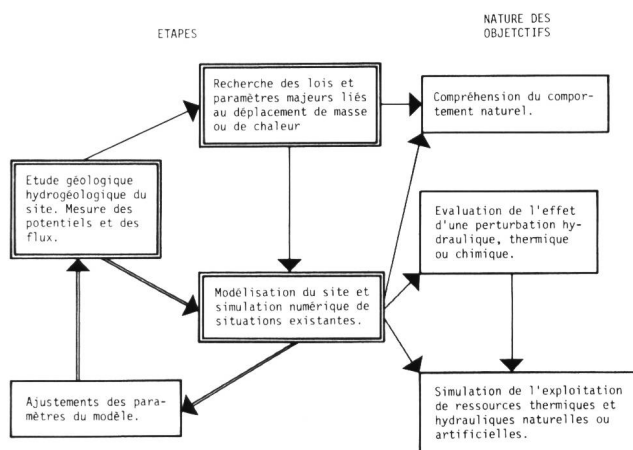 ETAPES
NATURE DES
OBJETCTIFS
Recherche des lois et
paramètres majeurs liés
au déplacement de masse
ou de chaleur
Compréhension du compor-
tement naturel.
Etude géologique
hydrogéologique du
site. Mesure des
potentiels et des
flux.
Evaluation de l'effet
d'une perturbation hy-
draulique, thermique
ou chimique.
Modélisation du site et
simulation numérique de
situations existantes.
Ajustements des para-
mètres du modèle.
Simulation de l'exploitation
de ressources thermiques et
hydrauliques naturelles ou
artificielles.